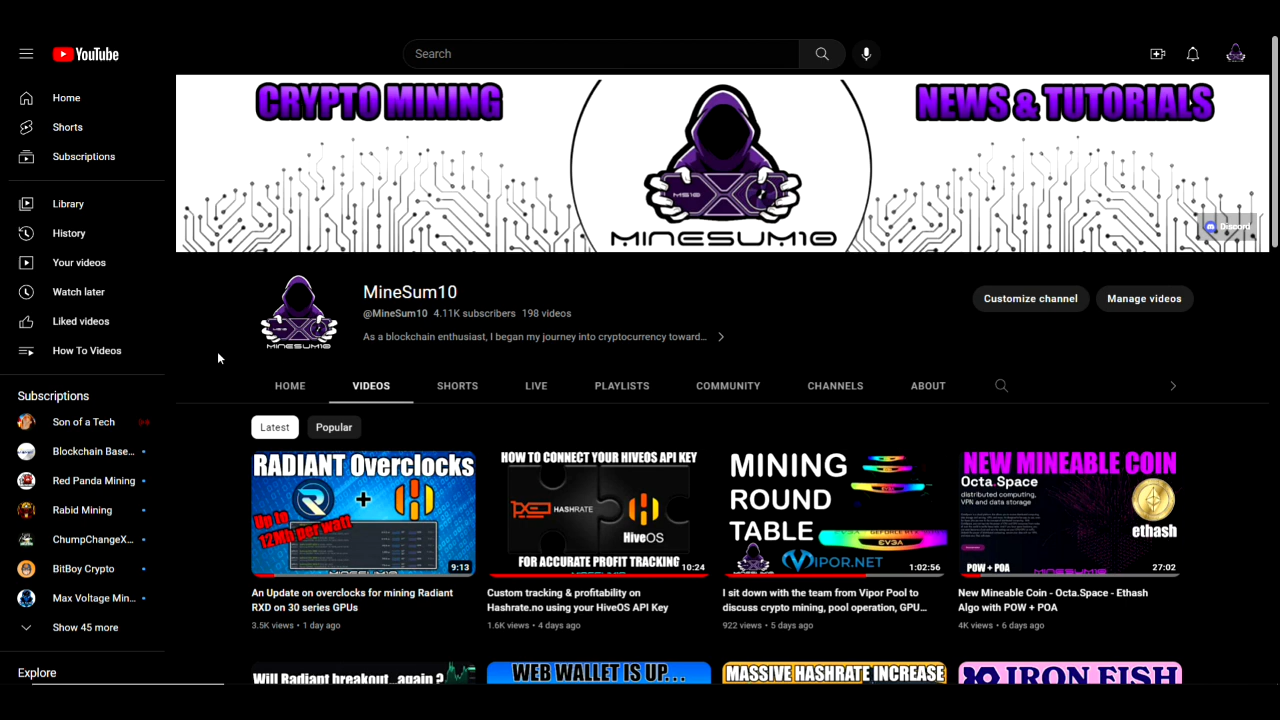 YouTube
Search
Home
Shorts
Subscriptions
Library
History
Your videos
Watch later
Liked videos
How To Videos
Subscriptions
Son of a Tech
Blockchain Base...
Red Panda Mining
Rabid Mining
ChumpChangeX...
BitBoy Crypto
Max Voltage Min...
Show 45 more
Explore
CRYPTO MINING
MS10
MINESUM10
NEWS & TUTORIALS
Discord
MINESUM10
MineSum10
@MineSum10 4.11K subscribers 198 videos
As a blockchain enthusiast, I began my journey into cryptocurrency toward...
Customize channel
Manage videos
HOME VIDEOS SHORTS LIVE PLAYLISTS COMMUNITY CHANNELS ABOUT
Latest Popular
RADIANT Overclocks
+
Up to
12Mh per watt
MINESUM10
9:13
An Update on overclocks for mining Radiant
RXD on 30 series GPUs
3.5K views • 1 day ago
HOW TO CONNECT YOUR HIVEOS API KEY
HASHRATE
HiveOS
FOR ACCURATE PROFIT TRACKING
10:24
Custom tracking & profitability on
Hashrate.no using your HiveOS API Key
1.6K views • 4 days ago
MINING
ROUND
TABLE
EVGA
VIPOR.NET
1:02:56
I sit down with the team from Vipor Pool to
discuss crypto mining, pool operation, GPU...
922 views • 5 days ago
NEW MINEABLE COIN
Octa.Space
distributed computing,
VPN and data storage
ethash
POW + POA
MINESUM10
27:02
New Mineable Coin - Octa.Space - Ethash
Algo with POW + POA
4K views • 6 days ago
Will Radiant breakout...again ?
WEB WALLET IS UP...
MASSIVE HASHRATE INCREASE
IRON FISH